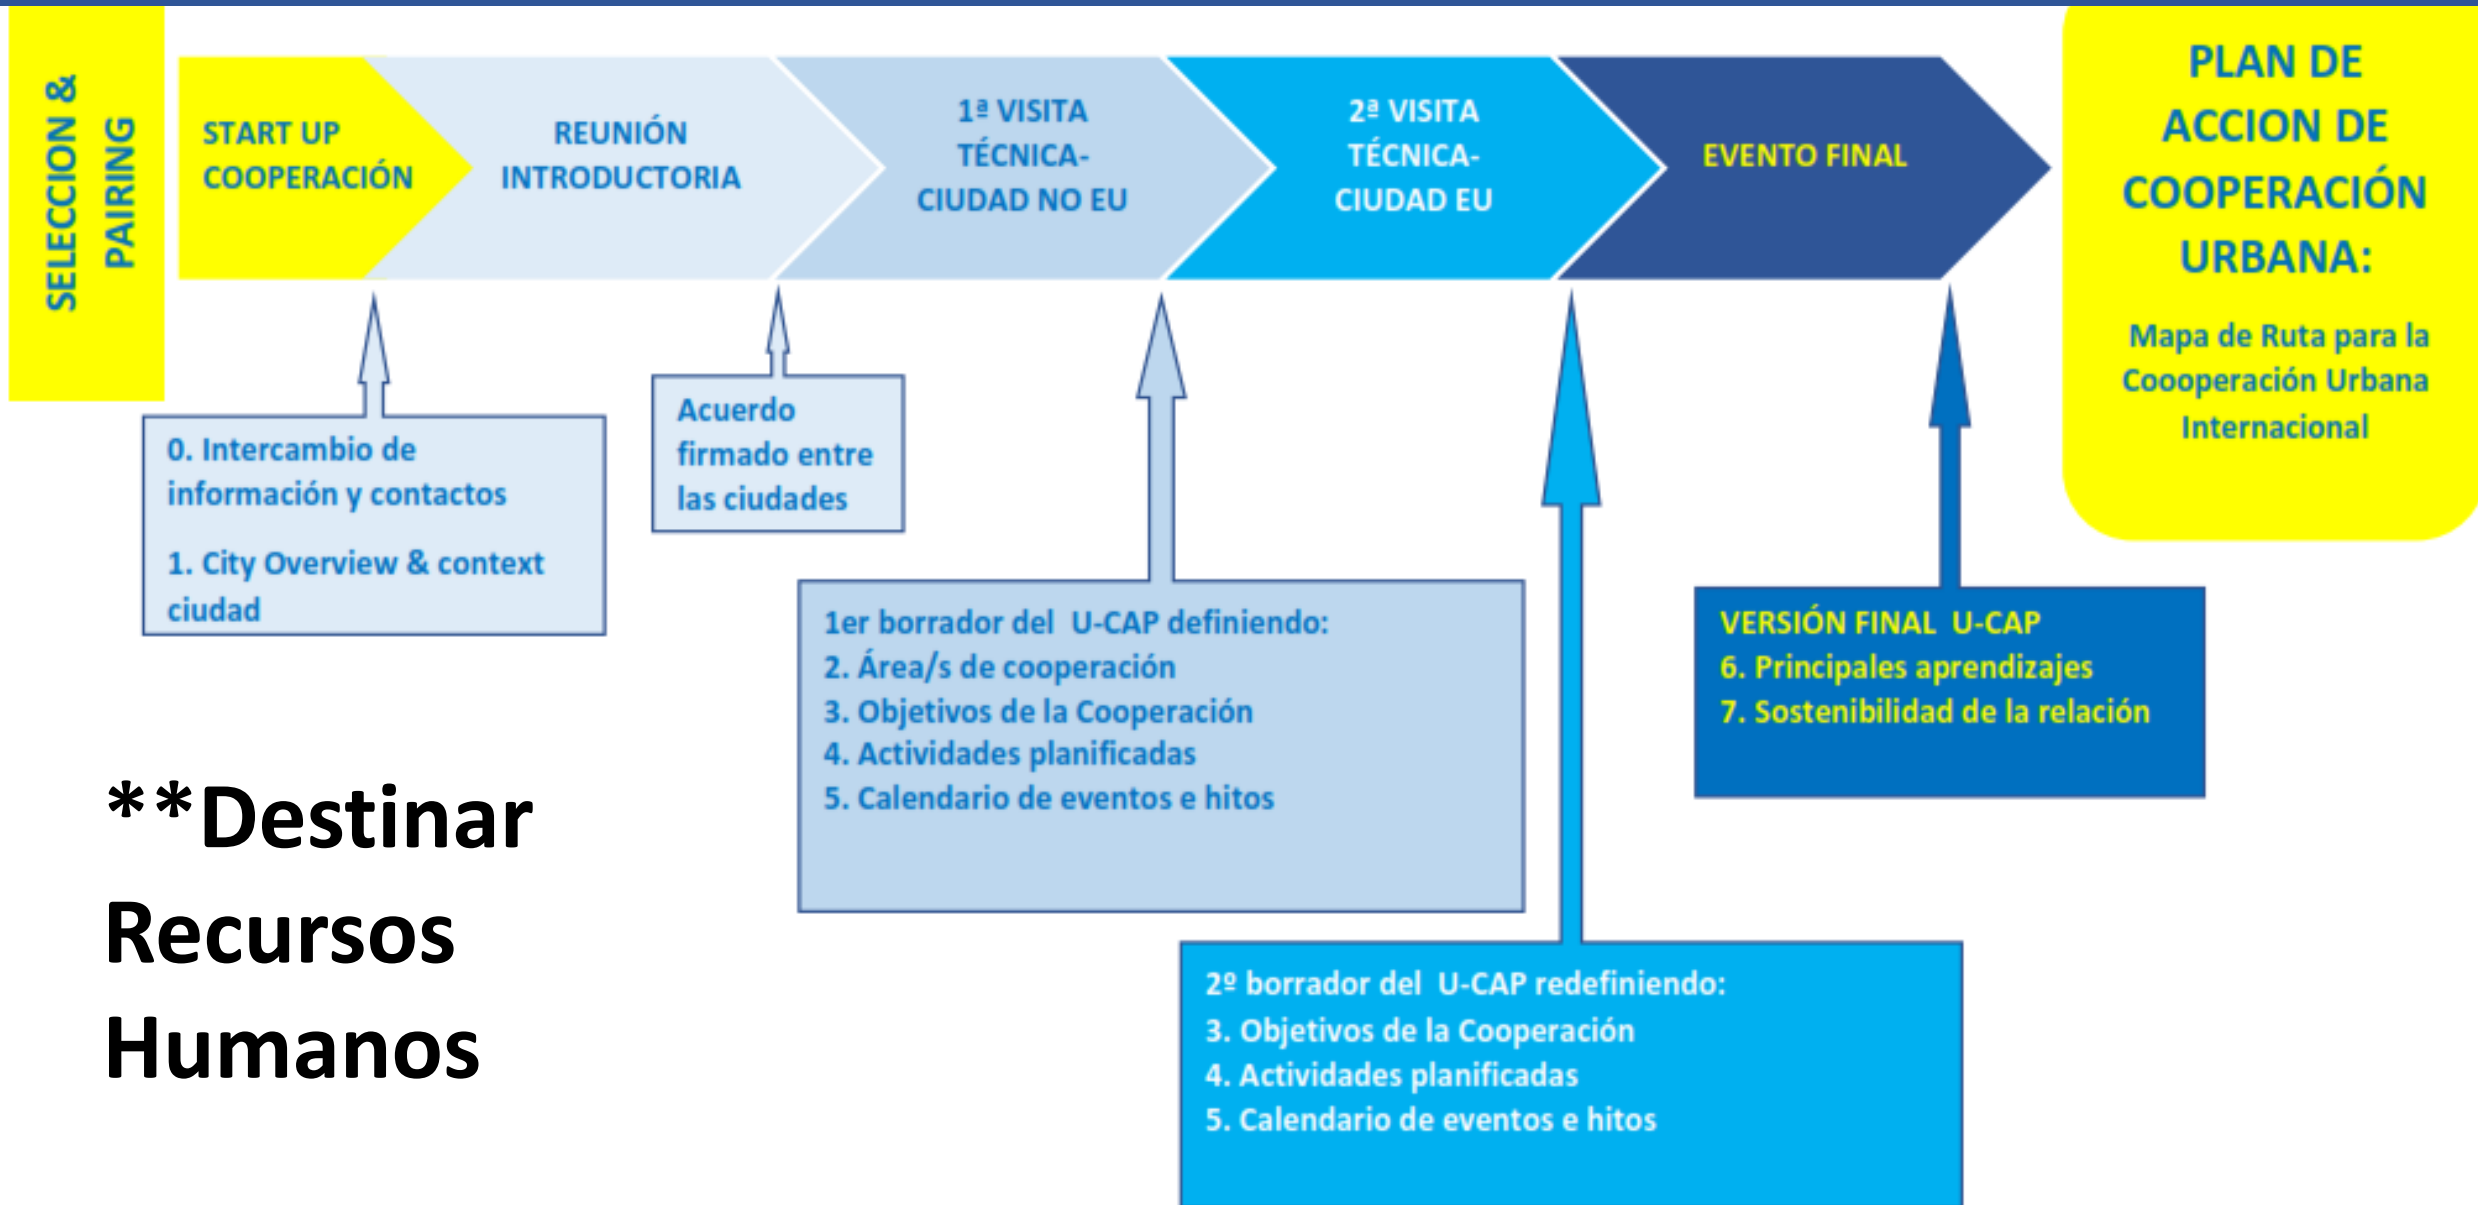 SELECCION &
PAIRING
START UP
COOPERACIÓN
REUNIÓN
INTRODUCTORIA
1ª VISITA
TÉCNICA-
CIUDAD NO EU
2ª VISITA
TÉCNICA-
CIUDAD EU
EVENTO FINAL
PLAN DE
ACCION DE
COOPERACIÓN
URBANA:
Mapa de Ruta para la
Coooperación Urbana
Internacional
0. Intercambio de
información y contactos
1. City Overview & context
ciudad
Acuerdo
firmado entre
las ciudades
1er borrador del U-CAP definiendo:
2. Área/s de cooperación
3. Objetivos de la Cooperación
4. Actividades planificadas
5. Calendario de eventos e hitos
VERSIÓN FINAL U-CAP
6. Principales aprendizajes
7. Sostenibilidad de la relación
**Destinar
Recursos
Humanos
2º borrador del U-CAP redefiniendo:
3. Objetivos de la Cooperación
4. Actividades planificadas
5. Calendario de eventos e hitos